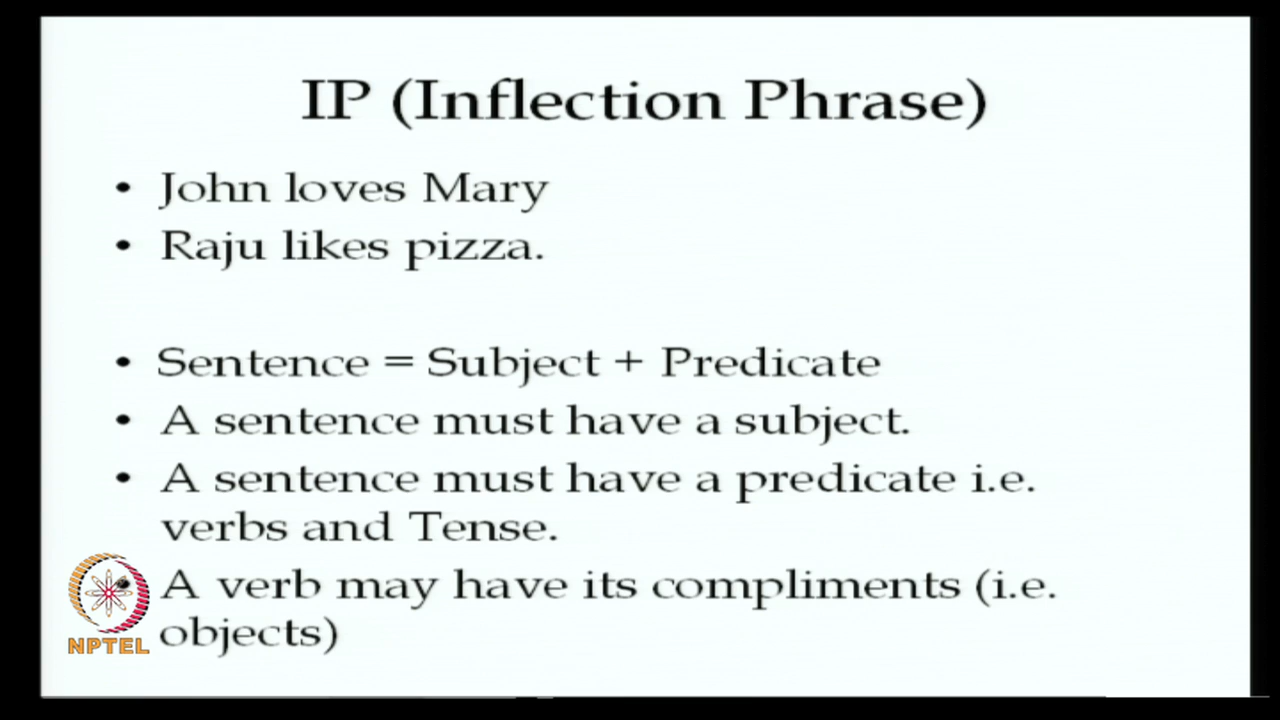 IP (Inflection Phrase)
• John loves Mary
• Raju likes pizza.
• Sentence = Subject + Predicate
• A sentence must have a subject.
• A sentence must have a predicate i.e.
verbs and Tense.
A verb may have its compliments (i.e.
objects)
NPTEL